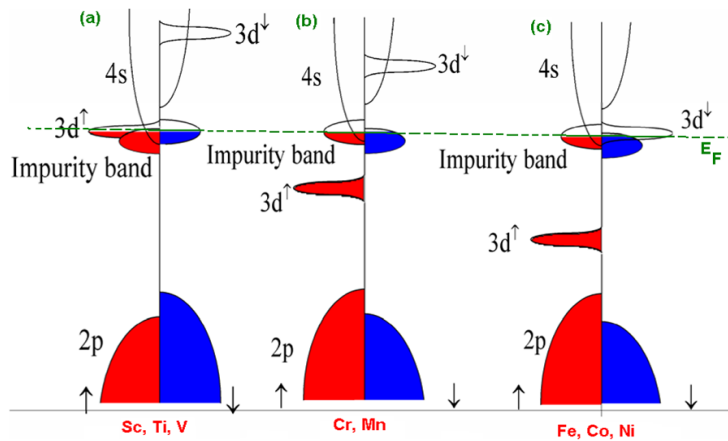 (a)
3d↓
4s
3d↑
Impurity band
2p
↑
↓
Sc, Ti, V
(b)
3d↓
4s
Impurity band
3d↑
2p
↑
↓
Cr, Mn
(c)
4s
3d↓
EF
Impurity band
3d↑
2p
↑
↓
Fe, Co, Ni